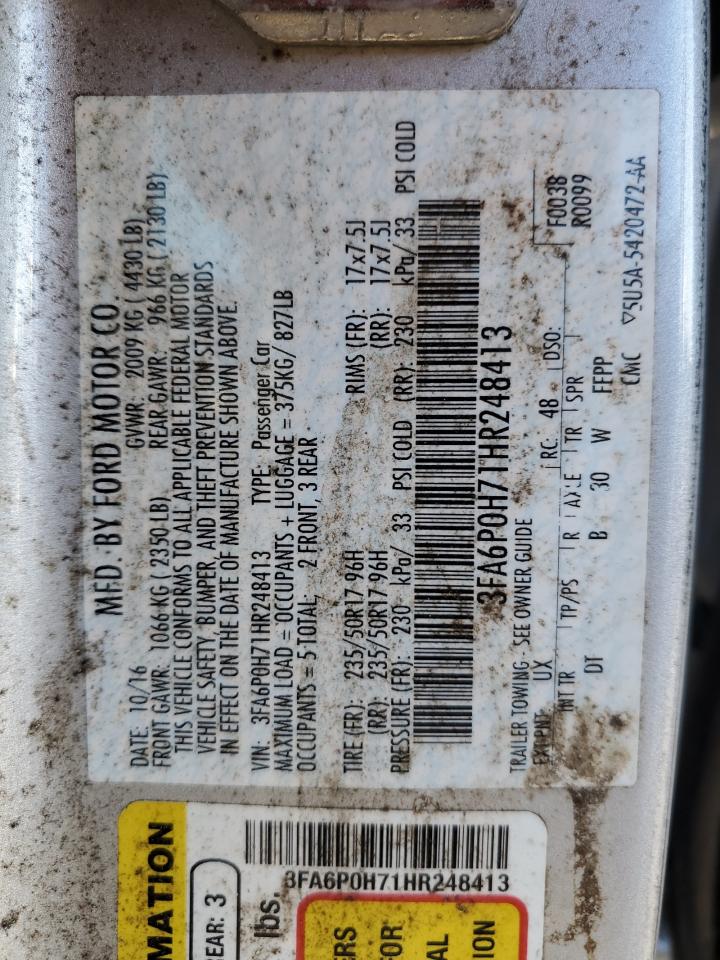 MFD. BY FORD MOTOR CO.
DATE: 10/16 GVWR: 2009 KG ( 4430 LB)
FRONT GAWR: 1066 KG ( 2350 LB) REAR GAWR: 966 KG ( 2130 LB)
THIS VEHICLE CONFORMS TO ALL APPLICABLE FEDERAL MOTOR
VEHICLE SAFETY, BUMPER, AND THEFT PREVENTION STANDARDS
IN EFFECT ON THE DATE OF MANUFACTURE SHOWN ABOVE.
VIN: 3FA6P0H71HR248413 TYPE: Passenger Car
MAXIMUM LOAD = OCCUPANTS + LUGGAGE = 375KG/ 827LB
OCCUPANTS = 5 TOTAL, 2 FRONT, 3 REAR
TIRE (FR): 235/50R17 96H RIMS (FR): 17x7.5J
(RR): 235/50R17 96H (RR): 17x7.5J
PRESSURE (FR): 230 kPa/ 33 PSI COLD (RR): 230 kPa/ 33 PSI COLD
3FA6P0H71HR248413
TRAILER TOWING - SEE OWNER GUIDE F0038
EXT PNT: UX RC: 48 DSO: R0099
INT TR TP/PS R AXLE TR SPR
DT B 30 W FFPP
CMC ▽5U5A-5420472-AA
MATION
EAR: 3
lbs.
3FA6P0H71HR248413
ERS
FOR
AL
ION